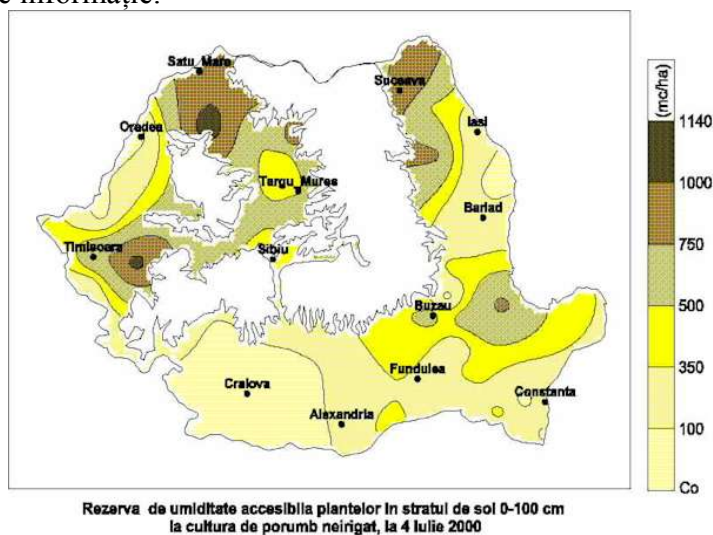 e informație.
Satu Mare
Suceava
Oradea
Iasi
Targu Mures
Barlad
Timisoara
Sibiu
Buzau
Fundulea
Craiova
Constanta
Alexandria
(mc/ha)
1140
1000
750
500
350
100
Co
Rezerva de umiditate accesibila plantelor in stratul de sol 0-100 cm
la cultura de porumb neirigat, la 4 Iulie 2000